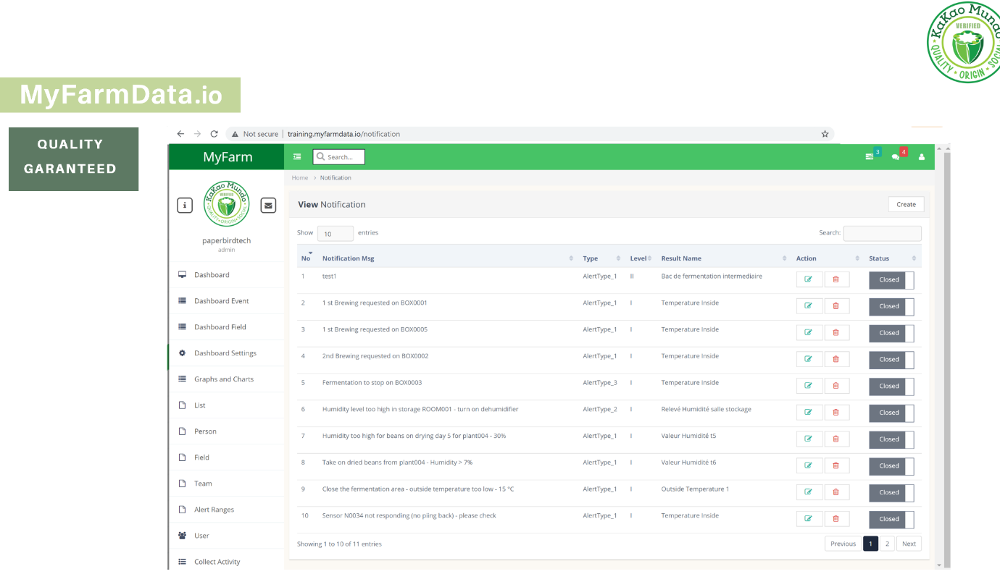 KaKao Mundo
VERIFIED
QUALITY • ORIGIN • SOCIAL
MyFarmData.io
QUALITY
GARANTEED
Not secure | training.myfarmdata.io/notification
MyFarm
Search...
3
4
Home > Notification
i
KaKao Mundo
VERIFIED
QUALITY • ORIGIN • SOCIAL
paperbirdtech
admin
View Notification
Create
Show 10 entries
Search:
No Notification Msg Type Level Result Name Action Status
1 test1 AlertType_1 II Bac de fermentation intermediaire Closed
2 1 st Brewing requested on BOX0001 AlertType_1 I Temperature Inside Closed
3 1 st Brewing requested on BOX0005 AlertType_1 I Temperature Inside Closed
4 2nd Brewing requested on BOX0002 AlertType_1 I Temperature Inside Closed
5 Fermentation to stop on BOX0003 AlertType_3 I Temperature Inside Closed
6 Humidity level too high in storage ROOM001 - turn on dehumidifier AlertType_2 I Relevé Humidité salle stockage Closed
7 Humidity too high for beans on drying day 5 for plant004 - 30% AlertType_1 I Valeur Humidité t5 Closed
8 Take on dried beans from plant004 - Humidity > 7% AlertType_1 I Valeur Humidité t6 Closed
9 Close the fermentation area - outside temperature too low - 15 °C AlertType_1 I Outside Temperature 1 Closed
10 Sensor N0034 not responding (no piing back) - please check AlertType_1 I Temperature Inside Closed
Showing 1 to 10 of 11 entries
Previous 1 2 Next
Dashboard
Dashboard Event
Dashboard Field
Dashboard Settings
Graphs and Charts
List
Person
Field
Team
Alert Ranges
User
Collect Activity